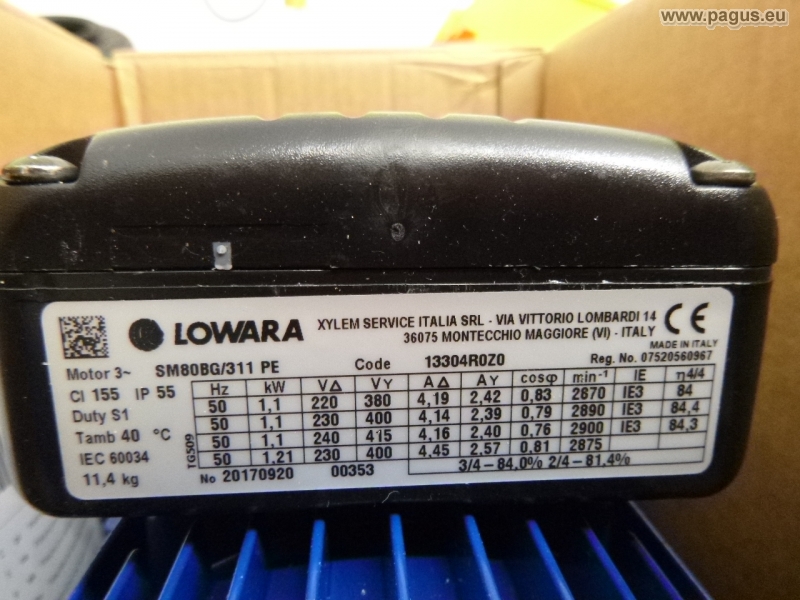 www.pagus.eu
LOWARA XYLEM SERVICE ITALIA SRL - VIA VITTORIO LOMBARDI 14 CE
36075 MONTECCHIO MAGGIORE (VI) - ITALY
MADE IN ITALY
Motor 3~ SM80BG/311 PE Code 13304R0Z0 Reg. No. 07520560967
CI 155 IP 55
Duty S1
Tamb 40 °C
IEC 60034
11,4 kg
TG509
Hz kW V△ VY A△ AY cosφ min⁻¹ IE η4/4
50 1,1 220 380 4,19 2,42 0,83 2870 IE3 84
50 1,1 230 400 4,14 2,39 0,79 2890 IE3 84,4
50 1,1 240 415 4,16 2,40 0,76 2900 IE3 84,3
50 1,21 230 400 4,45 2,57 0,81 2875
No 20170920 00353 3/4-84,0% 2/4-81,4%